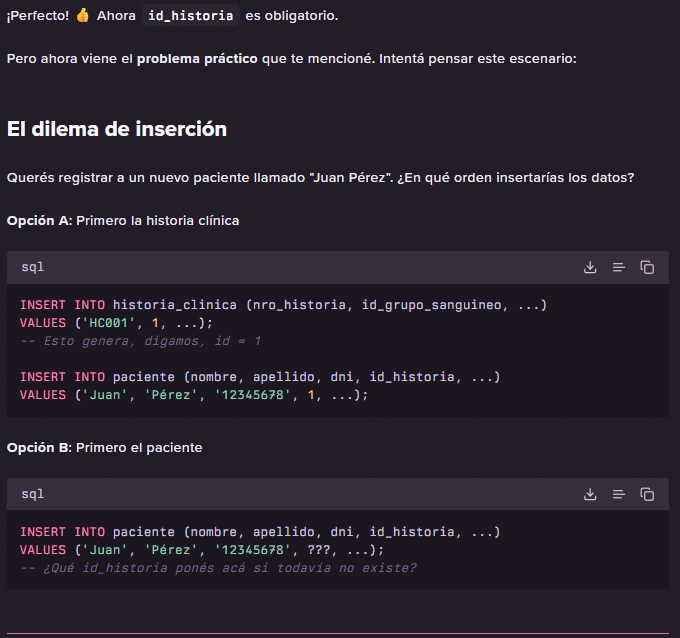 ¡Perfecto! 👍 Ahora id_historia es obligatorio.
Pero ahora viene el problema práctico que te mencioné. Intentá pensar este escenario:
El dilema de inserción
Querés registrar a un nuevo paciente llamado "Juan Pérez". ¿En qué orden insertarías los datos?
Opción A: Primero la historia clínica
sql
INSERT INTO historia_clinica (nro_historia, id_grupo_sanguineo, ...)
VALUES ('HC001', 1, ...);
-- Esto genera, digamos, id = 1
INSERT INTO paciente (nombre, apellido, dni, id_historia, ...)
VALUES ('Juan', 'Pérez', '12345678', 1, ...);
Opción B: Primero el paciente
sql
INSERT INTO paciente (nombre, apellido, dni, id_historia, ...)
VALUES ('Juan', 'Pérez', '12345678', ???, ...);
-- ¿Qué id_historia ponés acá si todavía no existe?